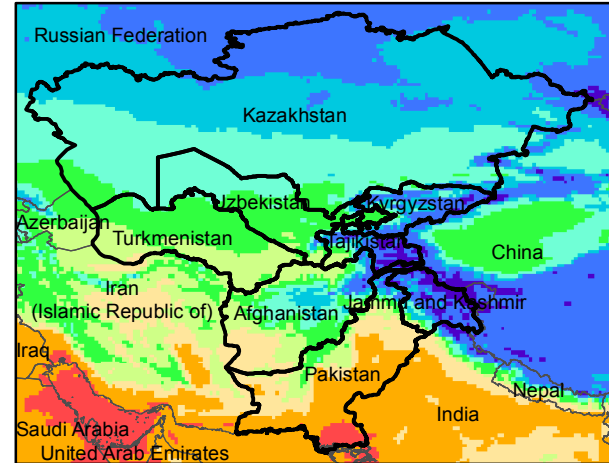 Russian Federation
Kazakhstan
Izbekistan
Kyrgyzstan
Azerbaijan
Turkmenistan
Tajikistan
China
Iran
(Islamic Republic of)
Afghanistan
Jammu and Kashmir
Iraq
Pakistan
Nepal
India
Saudi Arabia
United Arab Emirates